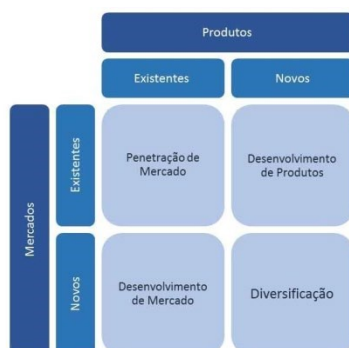 Produtos
Existentes
Novos
Mercados
Existentes
Penetração de
Mercado
Desenvolvimento
de Produtos
Novos
Desenvolvimento
de Mercado
Diversificação